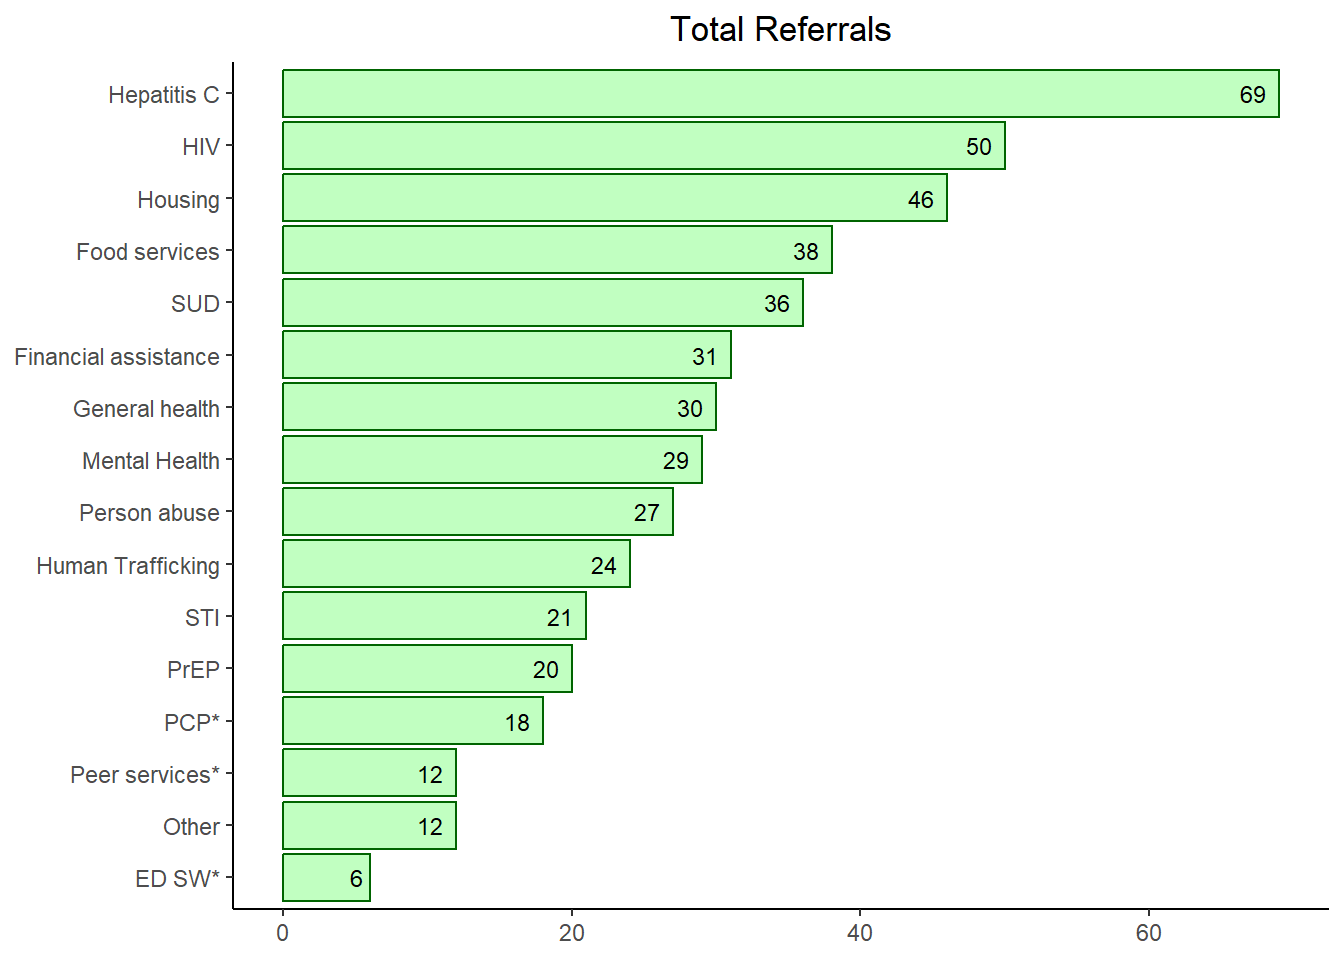 Total Referrals
Hepatitis C 69
HIV 50
Housing 46
Food services 38
SUD 36
Financial assistance 31
General health 30
Mental Health 29
Person abuse 27
Human Trafficking 24
STI 21
PrEP 20
PCP* 18
Peer services* 12
Other 12
ED SW* 6
0 20 40 60